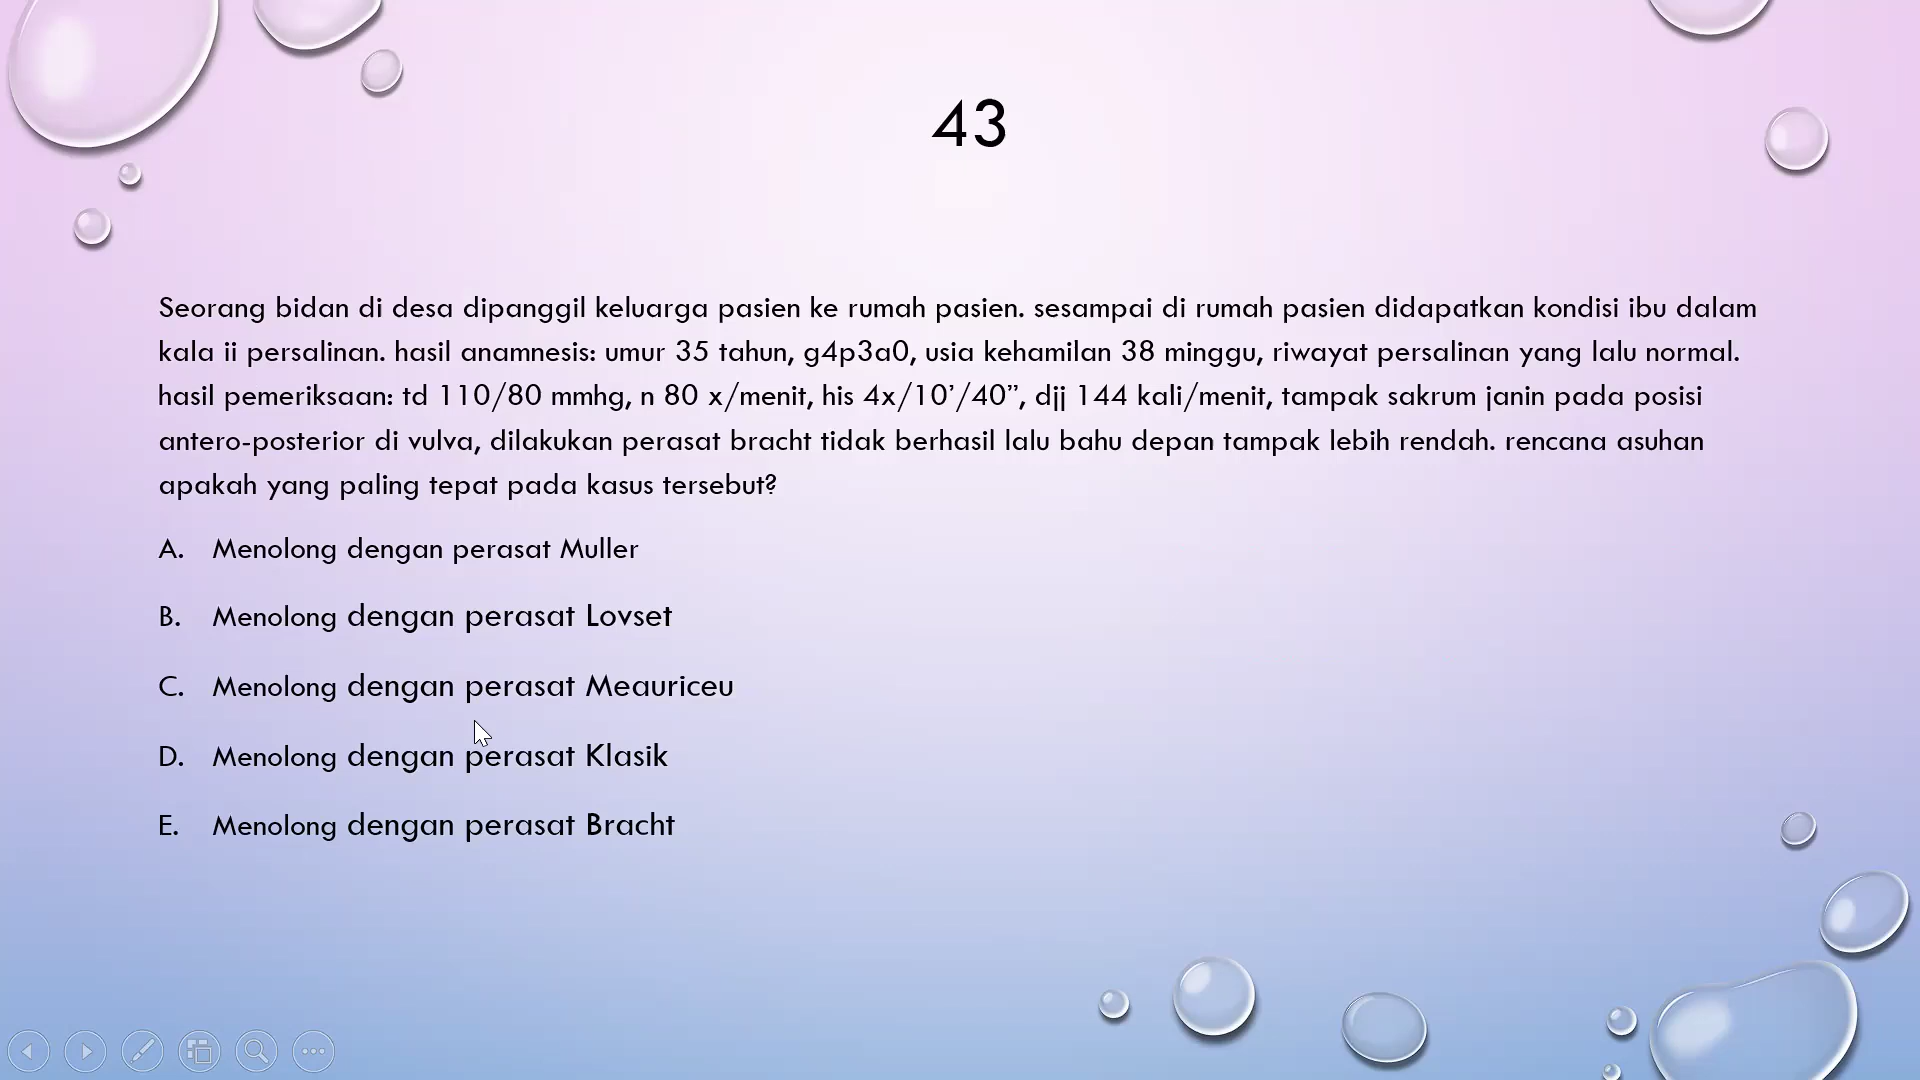 43
Seorang bidan di desa dipanggil keluarga pasien ke rumah pasien. sesampai di rumah pasien didapatkan kondisi ibu dalam
kala ii persalinan. hasil anamnesis: umur 35 tahun, g4p3a0, usia kehamilan 38 minggu, riwayat persalinan yang lalu normal.
hasil pemeriksaan: td 110/80 mmhg, n 80 x/menit, his 4x/10’/40”, djj 144 kali/menit, tampak sakrum janin pada posisi
antero-posterior di vulva, dilakukan perasat bracht tidak berhasil lalu bahu depan tampak lebih rendah. rencana asuhan
apakah yang paling tepat pada kasus tersebut?
A. Menolong dengan perasat Muller
B. Menolong dengan perasat Lovset
C. Menolong dengan perasat Meauriceu
D. Menolong dengan perasat Klasik
E. Menolong dengan perasat Bracht